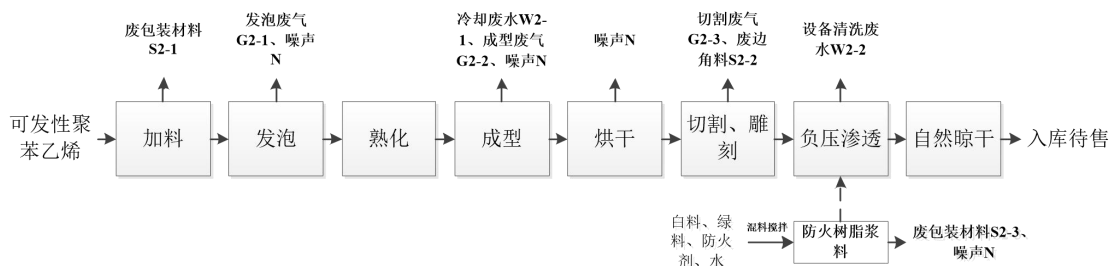 废包装材料
S2-1
发泡废气
G2-1、噪声
N
冷却废水W2-
1、成型废气
G2-2、噪声N
噪声N
切割废气
G2-3、废边
角料S2-2
设备清洗废
水W2-2
可发性聚
苯乙烯
加料
发泡
熟化
成型
烘干
切割、雕
刻
负压渗透
自然晾干
入库待售
白料、绿
料、防火
剂、水
混料搅拌
防火树脂浆
料
废包装材料S2-3、
噪声N